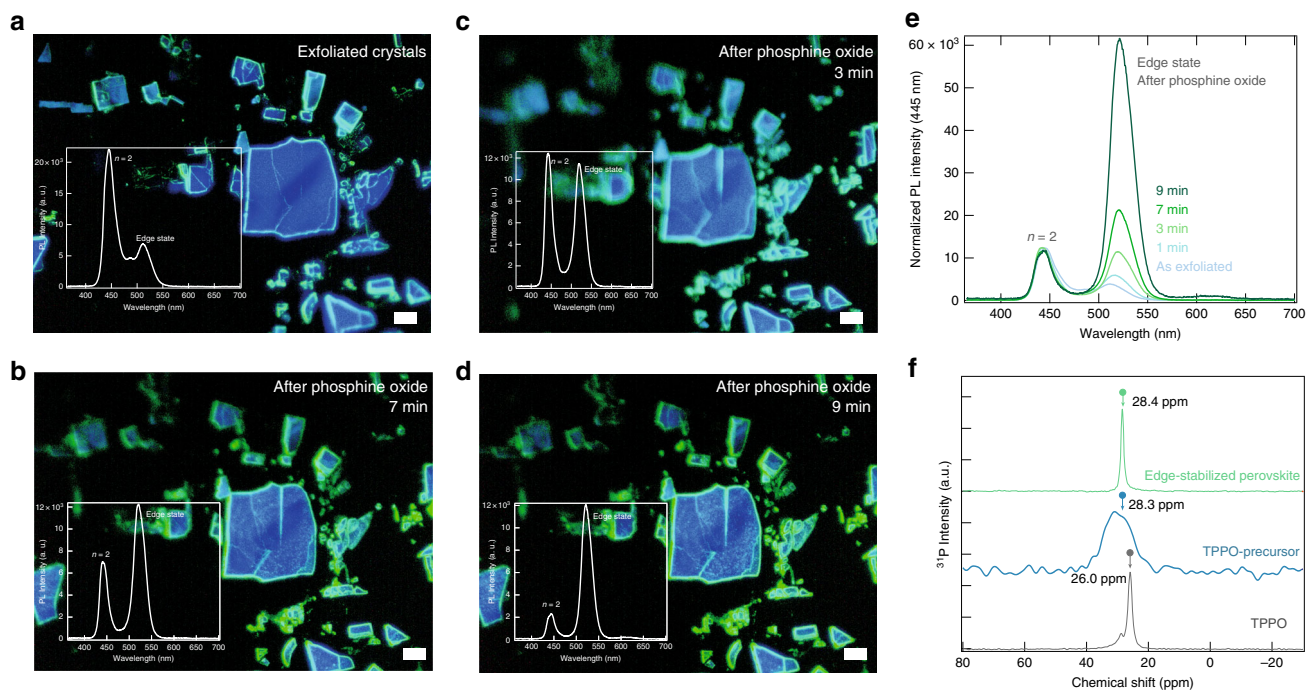 a
Exfoliated crystals
20 × 10³
15
10
5
0
PL Intensity (a. u.)
n = 2
Edge state
400 450 500 550 600 650 700
Wavelength (nm)
c
After phosphine oxide
3 min
12 × 10³
10
8
6
4
2
0
PL Intensity (a. u.)
n = 2
Edge state
400 450 500 550 600 650 700
Wavelength (nm)
b
After phosphine oxide
7 min
12 × 10³
10
8
6
4
2
0
PL Intensity (a. u.)
n = 2
Edge state
400 450 500 550 600 650 700
Wavelength (nm)
d
After phosphine oxide
9 min
12 × 10³
10
8
6
4
2
0
PL Intensity (a. u.)
n = 2
Edge state
400 450 500 550 600 650 700
Wavelength (nm)
e
60 × 10³
50
40
30
20
10
0
Normalized PL intensity (445 nm)
Edge state
After phosphine oxide
9 min
7 min
3 min
1 min
As exfoliated
n = 2
400 450 500 550 600 650 700
Wavelength (nm)
f
³¹P Intensity (a.u.)
28.4 ppm
Edge-stabilized perovskite
28.3 ppm
TPPO-precursor
26.0 ppm
TPPO
80 60 40 20 0 −20
Chemical shift (ppm)